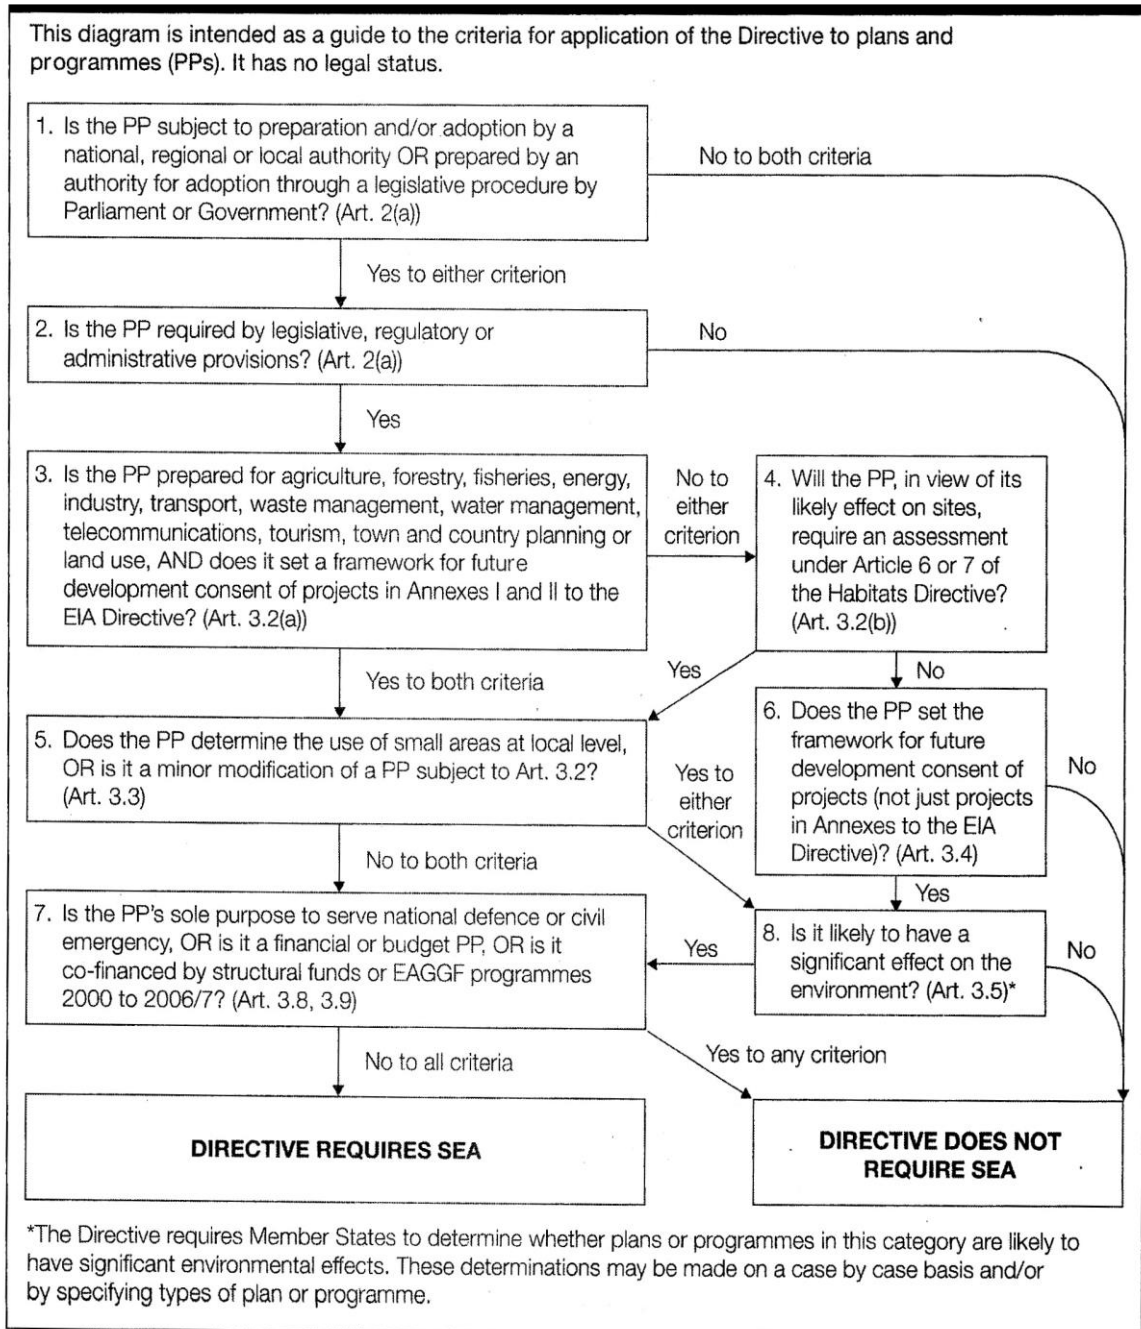 This diagram is intended as a guide to the criteria for application of the Directive to plans and
programmes (PPs). It has no legal status.
1. Is the PP subject to preparation and/or adoption by a
national, regional or local authority OR prepared by an
authority for adoption through a legislative procedure by
Parliament or Government? (Art. 2(a))
No to both criteria
Yes to either criterion
2. Is the PP required by legislative, regulatory or
administrative provisions? (Art. 2(a))
No
Yes
3. Is the PP prepared for agriculture, forestry, fisheries, energy,
industry, transport, waste management, water management,
telecommunications, tourism, town and country planning or
land use, AND does it set a framework for future
development consent of projects in Annexes I and II to the
EIA Directive? (Art. 3.2(a))
No to
either
criterion
4. Will the PP, in view of its
likely effect on sites,
require an assessment
under Article 6 or 7 of
the Habitats Directive?
(Art. 3.2(b))
Yes to both criteria
Yes
No
5. Does the PP determine the use of small areas at local level,
OR is it a minor modification of a PP subject to Art. 3.2?
(Art. 3.3)
Yes to
either
criterion
6. Does the PP set the
framework for future
development consent of
projects (not just projects
in Annexes to the EIA
Directive)? (Art. 3.4)
No
No to both criteria
Yes
7. Is the PP's sole purpose to serve national defence or civil
emergency, OR is it a financial or budget PP, OR is it
co-financed by structural funds or EAGGF programmes
2000 to 2006/7? (Art. 3.8, 3.9)
Yes
8. Is it likely to have a
significant effect on the
environment? (Art. 3.5)*
No
No to all criteria
Yes to any criterion
DIRECTIVE REQUIRES SEA
DIRECTIVE DOES NOT
REQUIRE SEA
*The Directive requires Member States to determine whether plans or programmes in this category are likely to
have significant environmental effects. These determinations may be made on a case by case basis and/or
by specifying types of plan or programme.